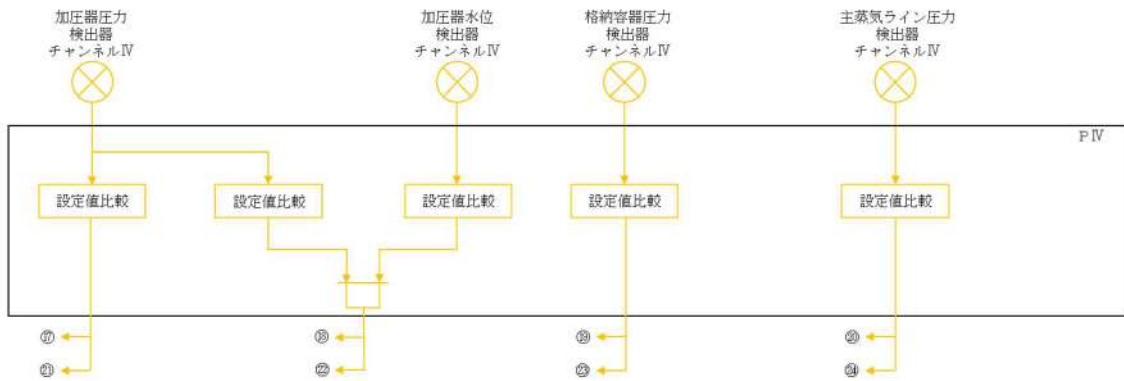 加圧器圧力
検出器
チャンネルⅣ
加圧器水位
検出器
チャンネルⅣ
格納容器圧力
検出器
チャンネルⅣ
主蒸気ライン圧力
検出器
チャンネルⅣ
PⅣ
設定値比較
設定値比較
設定値比較
設定値比較
設定値比較
⑰
⑱
⑲
⑳
㉑
㉒
㉓
㉔